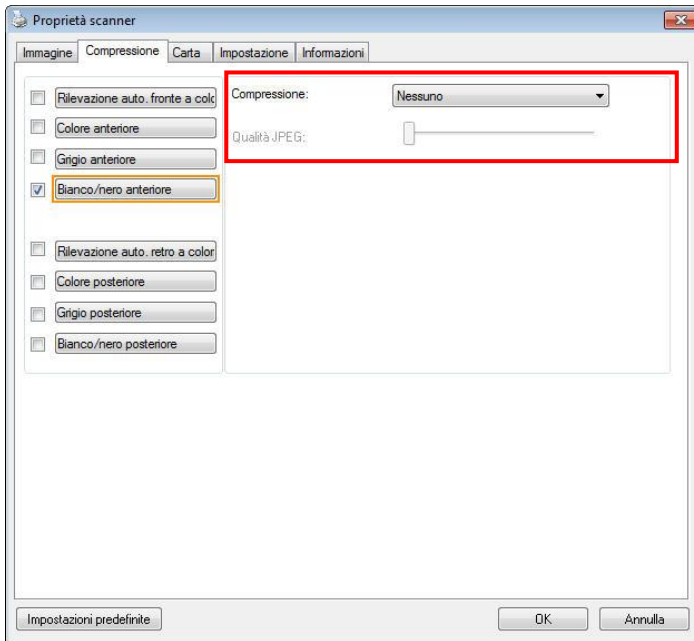 Proprietà scanner
Immagine Compressione Carta Impostazione Informazioni
Rilevazione auto. fronte a colo
Colore anteriore
Grigio anteriore
Bianco/nero anteriore
Rilevazione auto. retro a color
Colore posteriore
Grigio posteriore
Bianco/nero posteriore
Compressione: Nessuno
Qualità JPEG:
Impostazioni predefinite OK Annulla